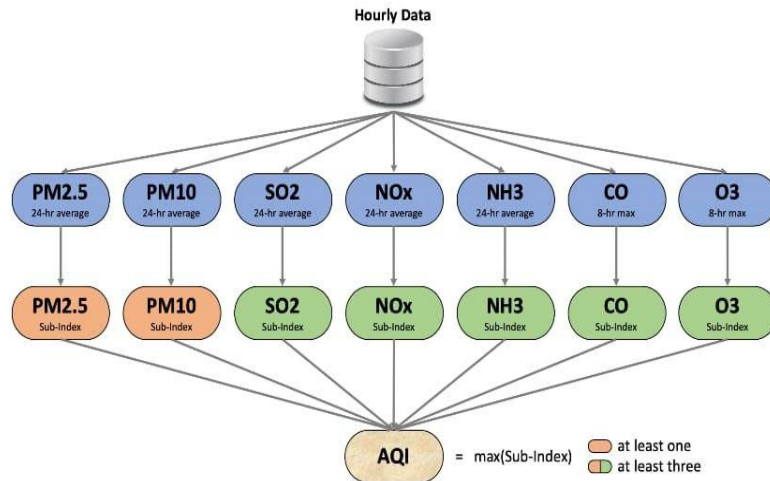 Hourly Data
PM2.5
24-hr average
PM10
24-hr average
SO2
24-hr average
NOx
24-hr average
NH3
24-hr average
CO
8-hr max
O3
8-hr max
PM2.5
Sub-Index
PM10
Sub-Index
SO2
Sub-Index
NOx
Sub-Index
NH3
Sub-Index
CO
Sub-Index
O3
Sub-Index
AQI
= max(Sub-Index)
at least one
at least three